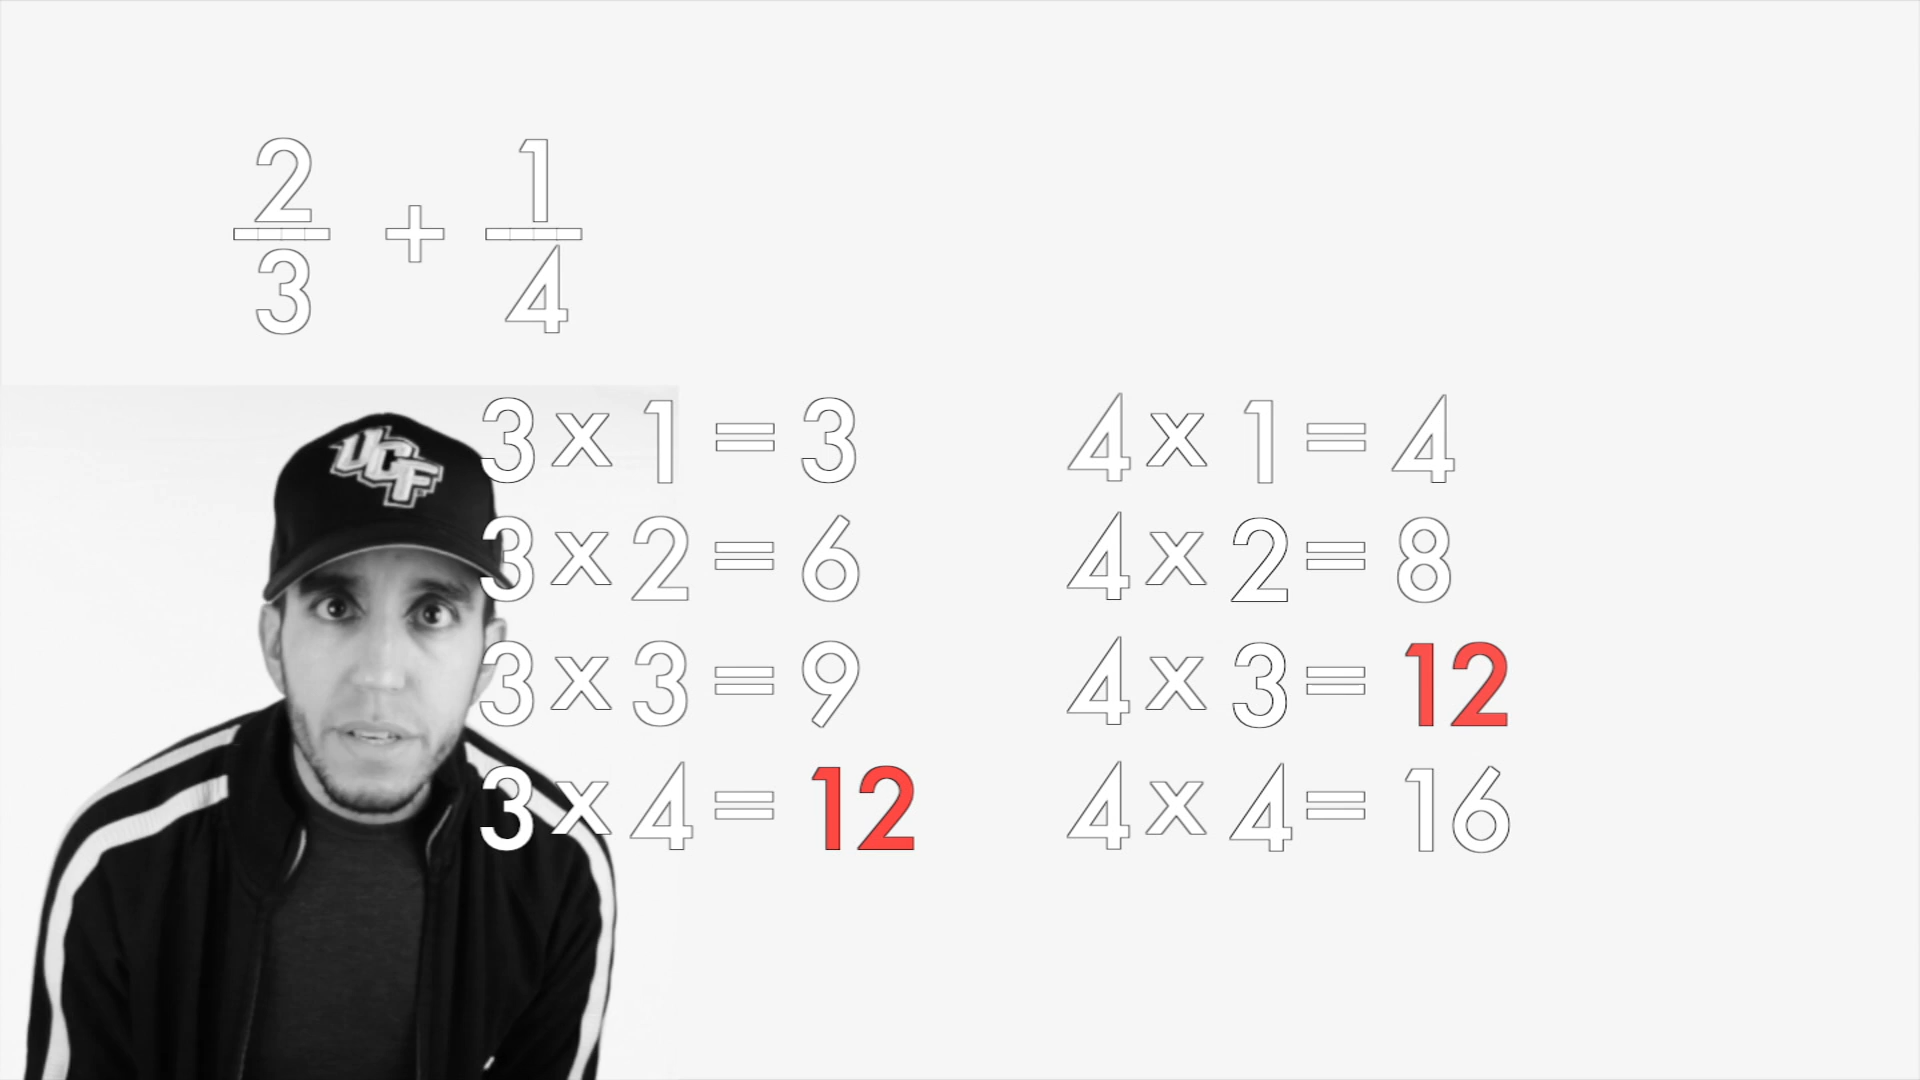 2/3 + 1/4
UCF
3 x 1 = 3
3 x 2 = 6
3 x 3 = 9
3 x 4 = 12
4 x 1 = 4
4 x 2 = 8
4 x 3 = 12
4 x 4 = 16